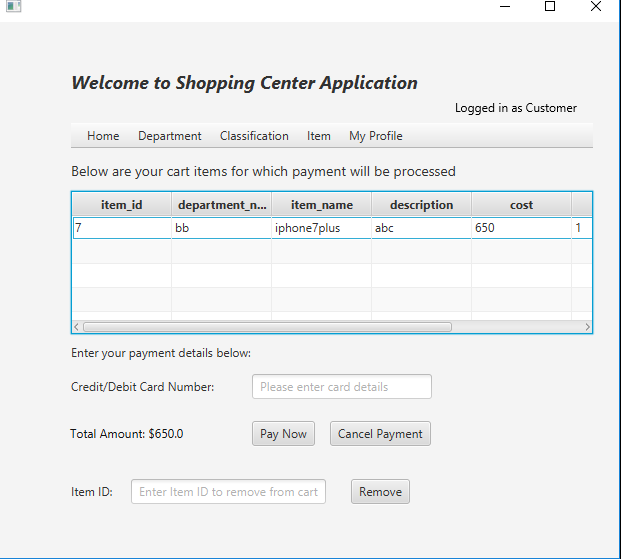 Welcome to Shopping Center Application
Logged in as Customer
Home Department Classification Item My Profile
Below are your cart items for which payment will be processed
item_id department_n... item_name description cost
7 bb iphone7plus abc 650 1
Enter your payment details below:
Credit/Debit Card Number: Please enter card details
Total Amount: $650.0 Pay Now Cancel Payment
Item ID: Enter Item ID to remove from cart Remove